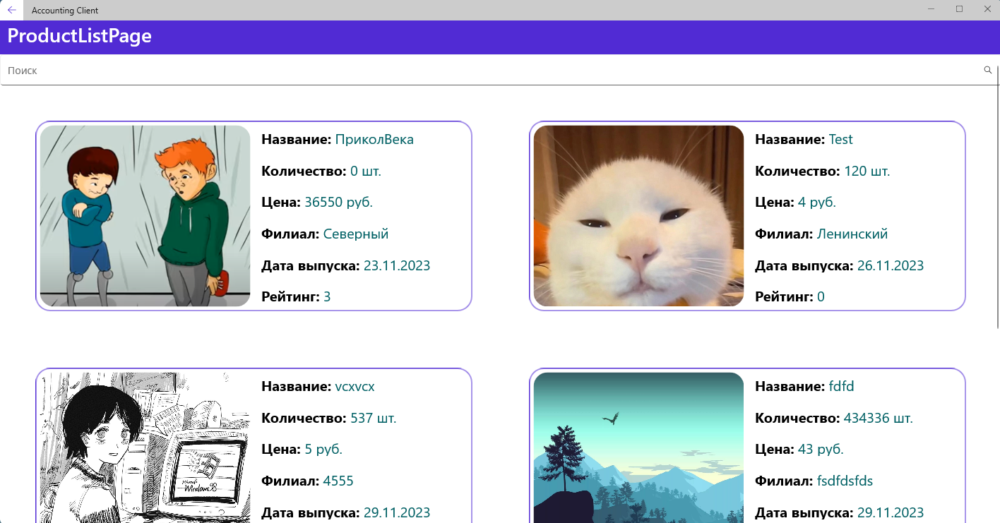 Accounting Client
ProductListPage
Поиск
Название: ПриколВека
Количество: 0 шт.
Цена: 36550 руб.
Филиал: Северный
Дата выпуска: 23.11.2023
Рейтинг: 3
Название: Test
Количество: 120 шт.
Цена: 4 руб.
Филиал: Ленинский
Дата выпуска: 26.11.2023
Рейтинг: 0
Название: vcxvcx
Количество: 537 шт.
Цена: 5 руб.
Филиал: 4555
Дата выпуска: 29.11.2023
Microsoft
Windows98
Название: fdfd
Количество: 434336 шт.
Цена: 43 руб.
Филиал: fsdfdsfds
Дата выпуска: 29.11.2023